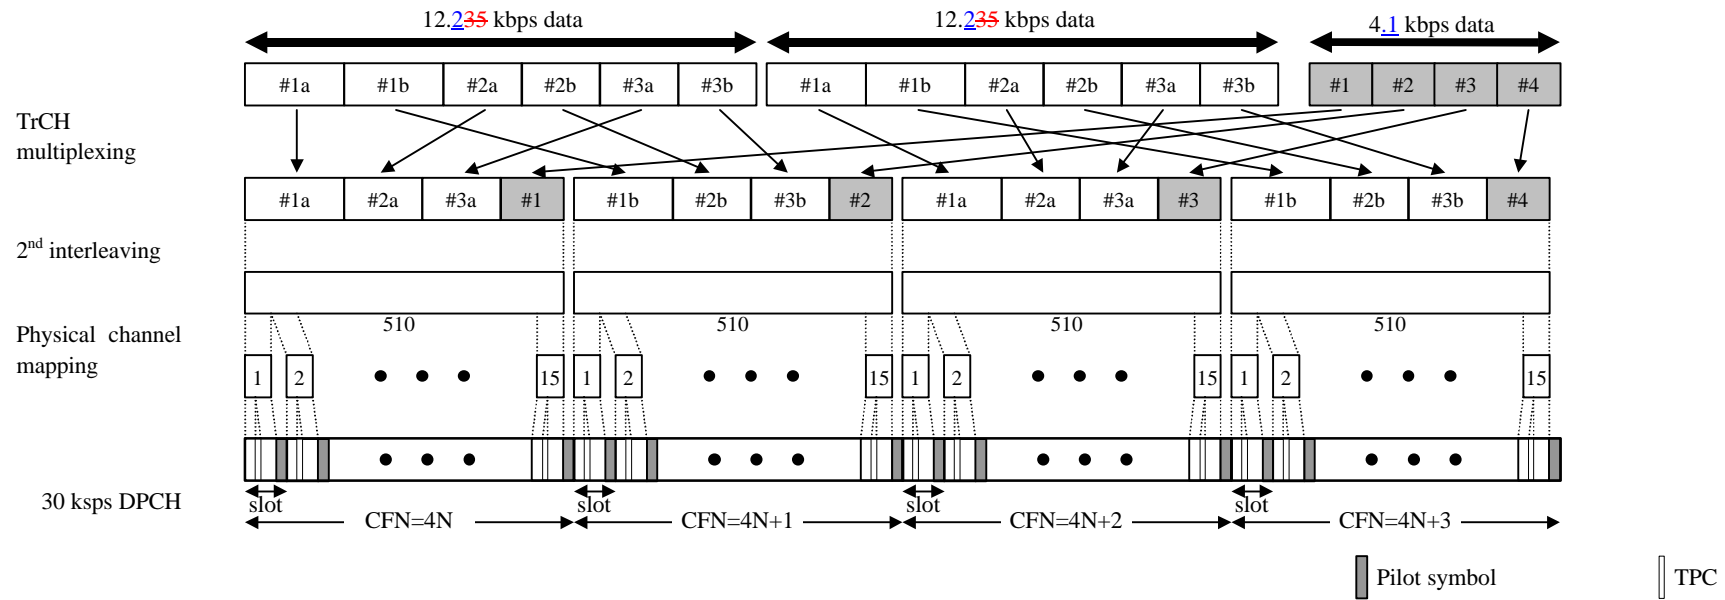 12.235 kbps data 12.235 kbps data 4.1 kbps data
#1a #1b #2a #2b #3a #3b #1a #1b #2a #2b #3a #3b #1 #2 #3 #4
TrCH
multiplexing
#1a #2a #3a #1 #1b #2b #3b #2 #1a #2a #3a #3 #1b #2b #3b #4
2nd interleaving
510 510 510 510
Physical channel
mapping
1 2 15 1 2 15 1 2 15 1 2 15
30 ksps DPCH
slot slot slot slot
CFN=4N CFN=4N+1 CFN=4N+2 CFN=4N+3
Pilot symbol TPC